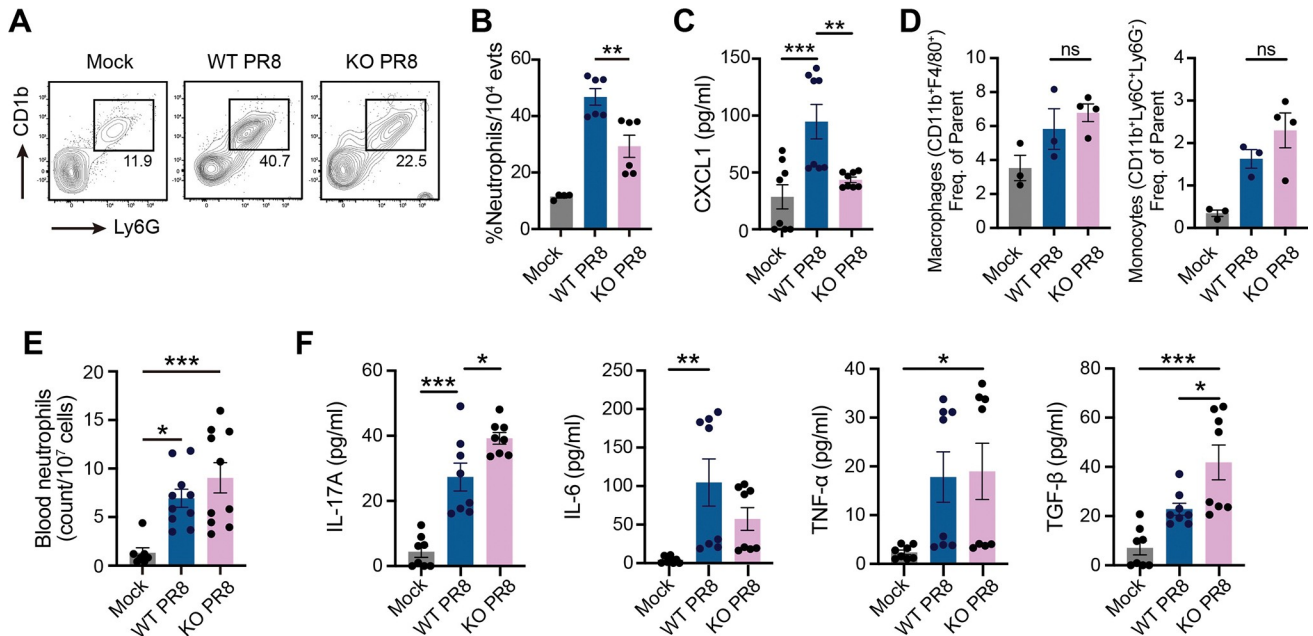 A
Mock
WT PR8
KO PR8
CD1b
11.9
40.7
22.5
Ly6G
B
**
%Neutrophils/10⁴ evts
60
40
20
0
Mock
WT PR8
KO PR8
C
***
**
CXCL1 (pg/ml)
150
100
50
0
Mock
WT PR8
KO PR8
D
ns
Macrophages (CD11b⁺F4/80⁺)
Freq. of Parent
10
8
6
4
2
0
Mock
WT PR8
KO PR8
ns
Monocytes (CD11b⁺Ly6C⁺Ly6G⁻)
Freq. of Parent
4
3
2
1
0
Mock
WT PR8
KO PR8
E
***
*
Blood neutrophils
(count/10⁷ cells)
20
15
10
5
0
Mock
WT PR8
KO PR8
F
***
*
IL-17A (pg/ml)
60
40
20
0
Mock
WT PR8
KO PR8
**
IL-6 (pg/ml)
250
200
150
100
50
0
Mock
WT PR8
KO PR8
*
TNF-α (pg/ml)
50
40
30
20
10
0
Mock
WT PR8
KO PR8
***
*
TGF-β (pg/ml)
80
60
40
20
0
Mock
WT PR8
KO PR8